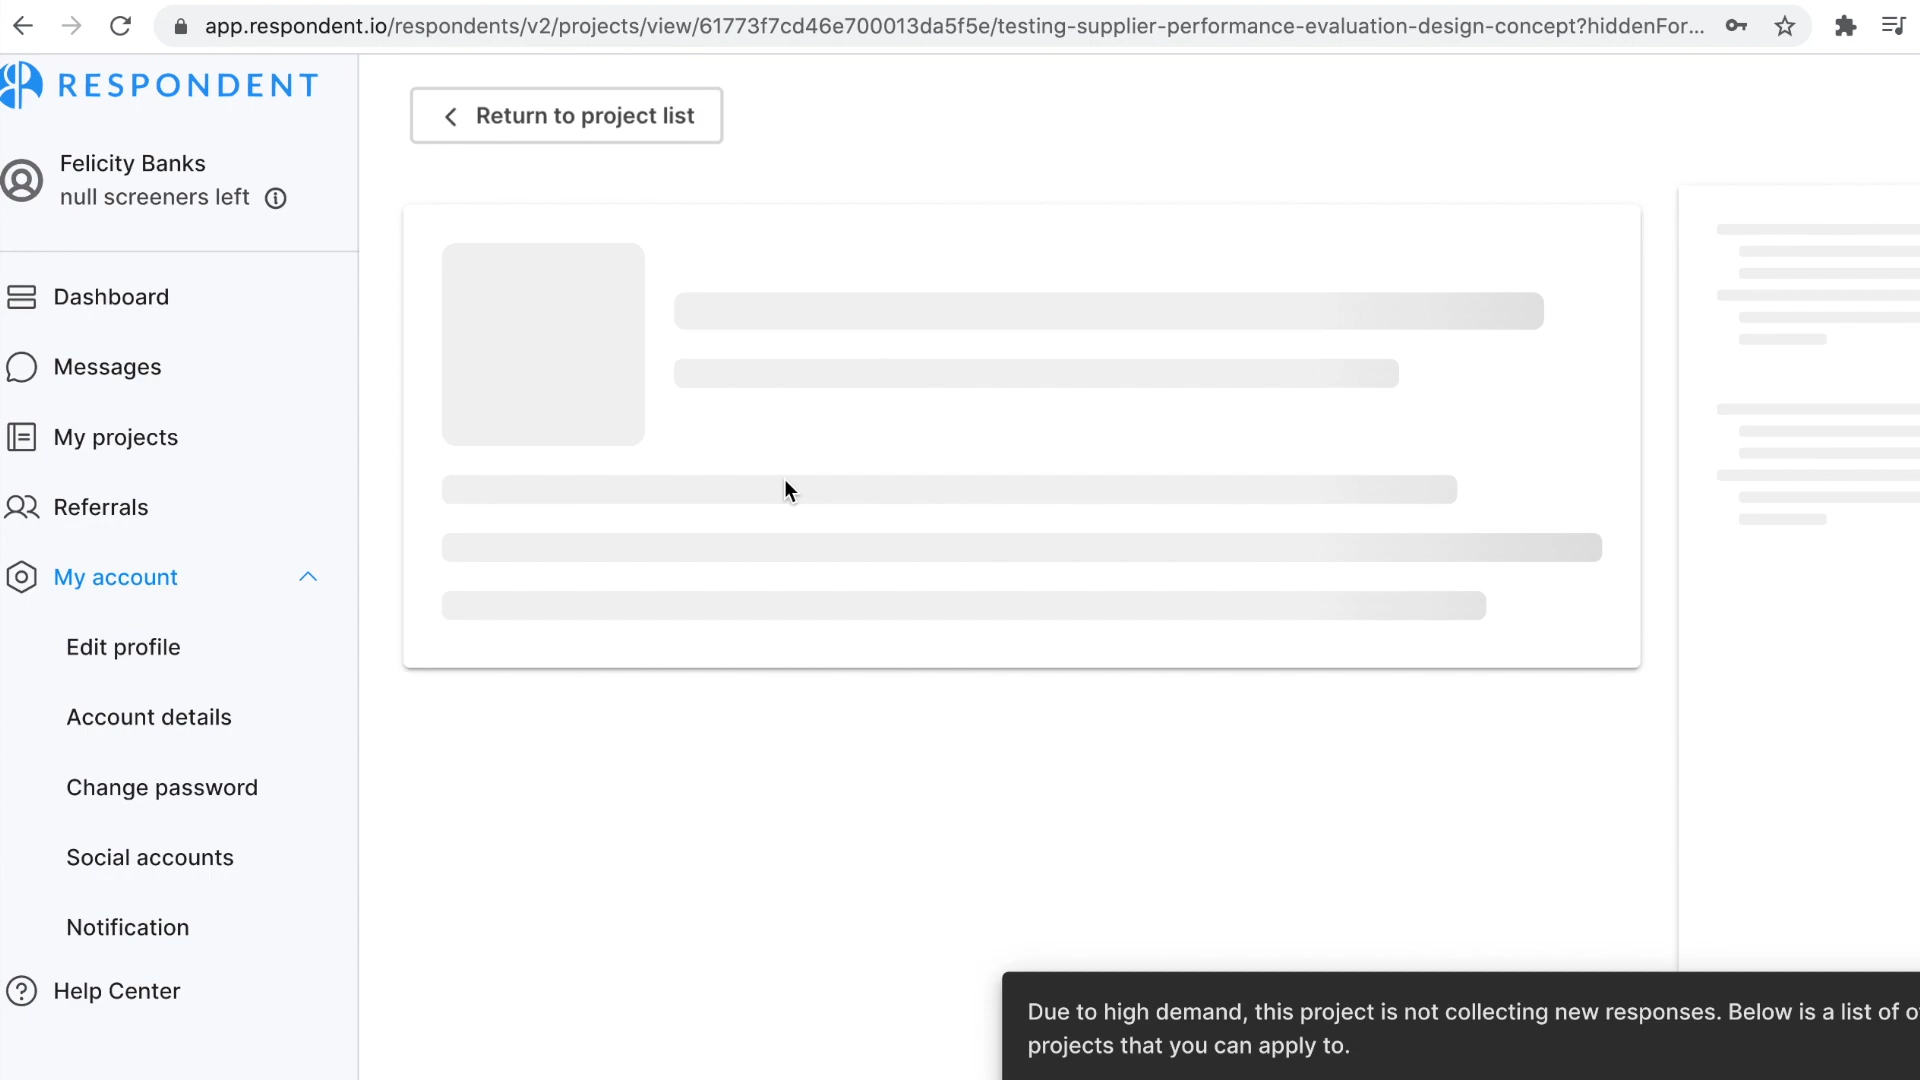 app.respondent.io/respondents/v2/projects/view/61773f7cd46e700013da5f5e/testing-supplier-performance-evaluation-design-concept?hiddenFor...
RESPONDENT
Return to project list
Felicity Banks
null screeners left
Dashboard
Messages
My projects
Referrals
My account
Edit profile
Account details
Change password
Social accounts
Notification
Help Center
Due to high demand, this project is not collecting new responses. Below is a list of
projects that you can apply to.